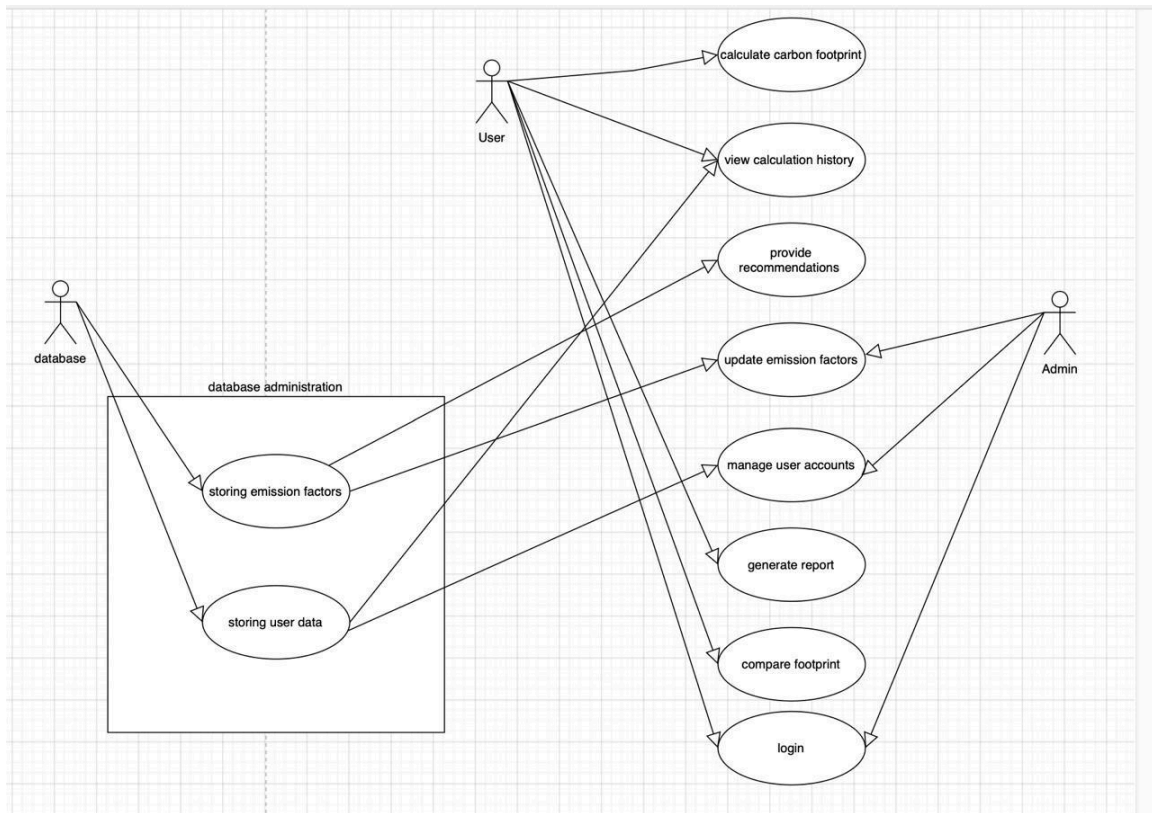 calculate carbon footprint
User
view calculation history
provide
recommendations
database
update emission factors
Admin
database administration
manage user accounts
storing emission factors
generate report
storing user data
compare footprint
login